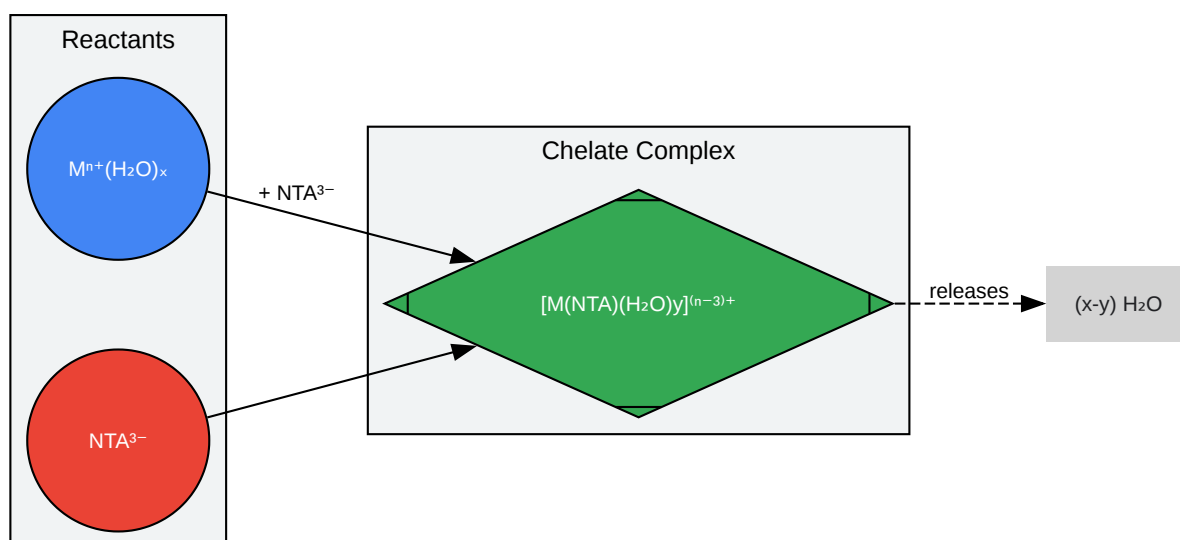 Reactants
Mⁿ⁺(H₂O)ₓ
+ NTA³⁻
NTA³⁻
Chelate Complex
[M(NTA)(H₂O)y]⁽ⁿ⁻³⁾⁺
releases
(x-y) H₂O